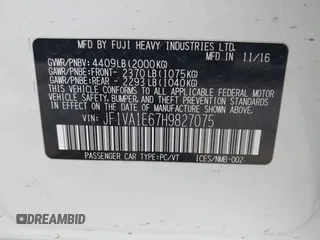 MFD. BY FUJI HEAVY INDUSTRIES LTD.
GVWR/PNBV: 4409LB(2000KG) 11/16
GAWR/PNBE:FRONT- 2370LB(1075KG)
GAWR/PNBE:REAR - 2293LB(1040KG)
THIS VEHICLE CONFORMS TO ALL APPLICABLE
FEDERAL MOTOR VEHICLE SAFETY, BUMPER, AND
THEFT PREVENTION STANDARDS IN EFFECT ON THE
DATE OF MANUFACTURE SHOWN ABOVE.
VIN: JF1VA1E67H9827075
PASSENGER CAR TYPE:PC/VT ICES/NMB-002
DREAMBID